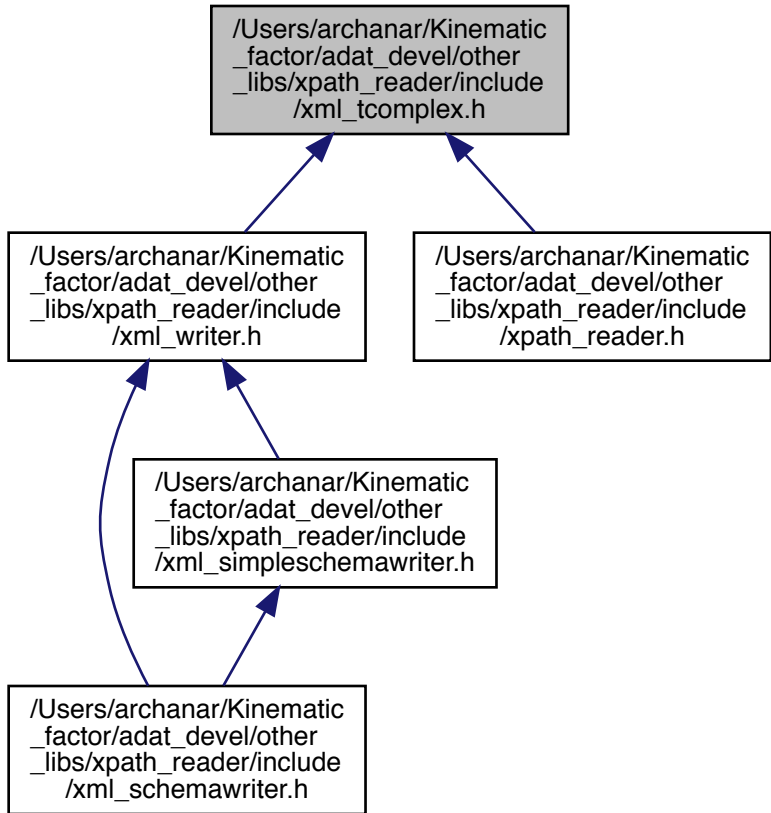 /Users/archanar/Kinematic
_factor/adat_devel/other
_libs/xpath_reader/include
/xml_tcomplex.h
/Users/archanar/Kinematic
_factor/adat_devel/other
_libs/xpath_reader/include
/xml_writer.h
/Users/archanar/Kinematic
_factor/adat_devel/other
_libs/xpath_reader/include
/xpath_reader.h
/Users/archanar/Kinematic
_factor/adat_devel/other
_libs/xpath_reader/include
/xml_simpleschemawriter.h
/Users/archanar/Kinematic
_factor/adat_devel/other
_libs/xpath_reader/include
/xml_schemawriter.h